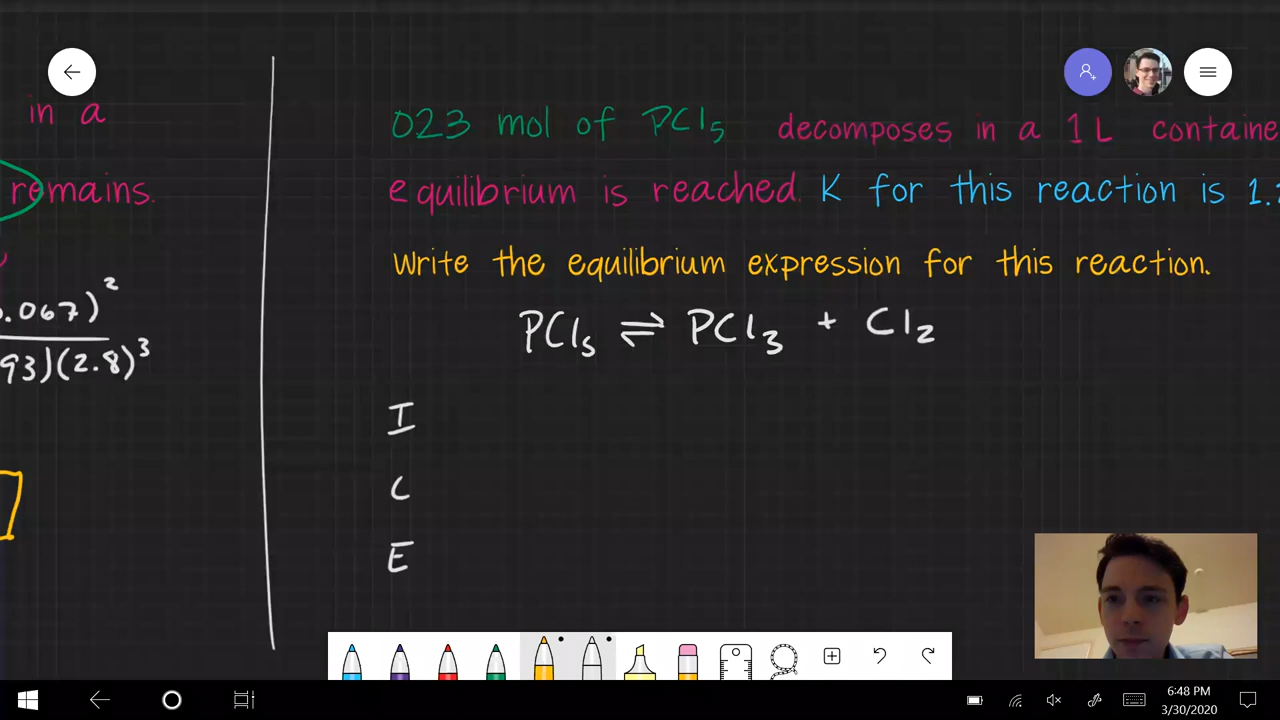 in a
remains.
.067)²
93)(2.8)³
023 mol of PCl₅ decomposes in a 1 L containe
equilibrium is reached. K for this reaction is 1.
Write the equilibrium expression for this reaction.
PCl₅ ⇌ PCl₃ + Cl₂
I
C
E
6:48 PM
3/30/2020